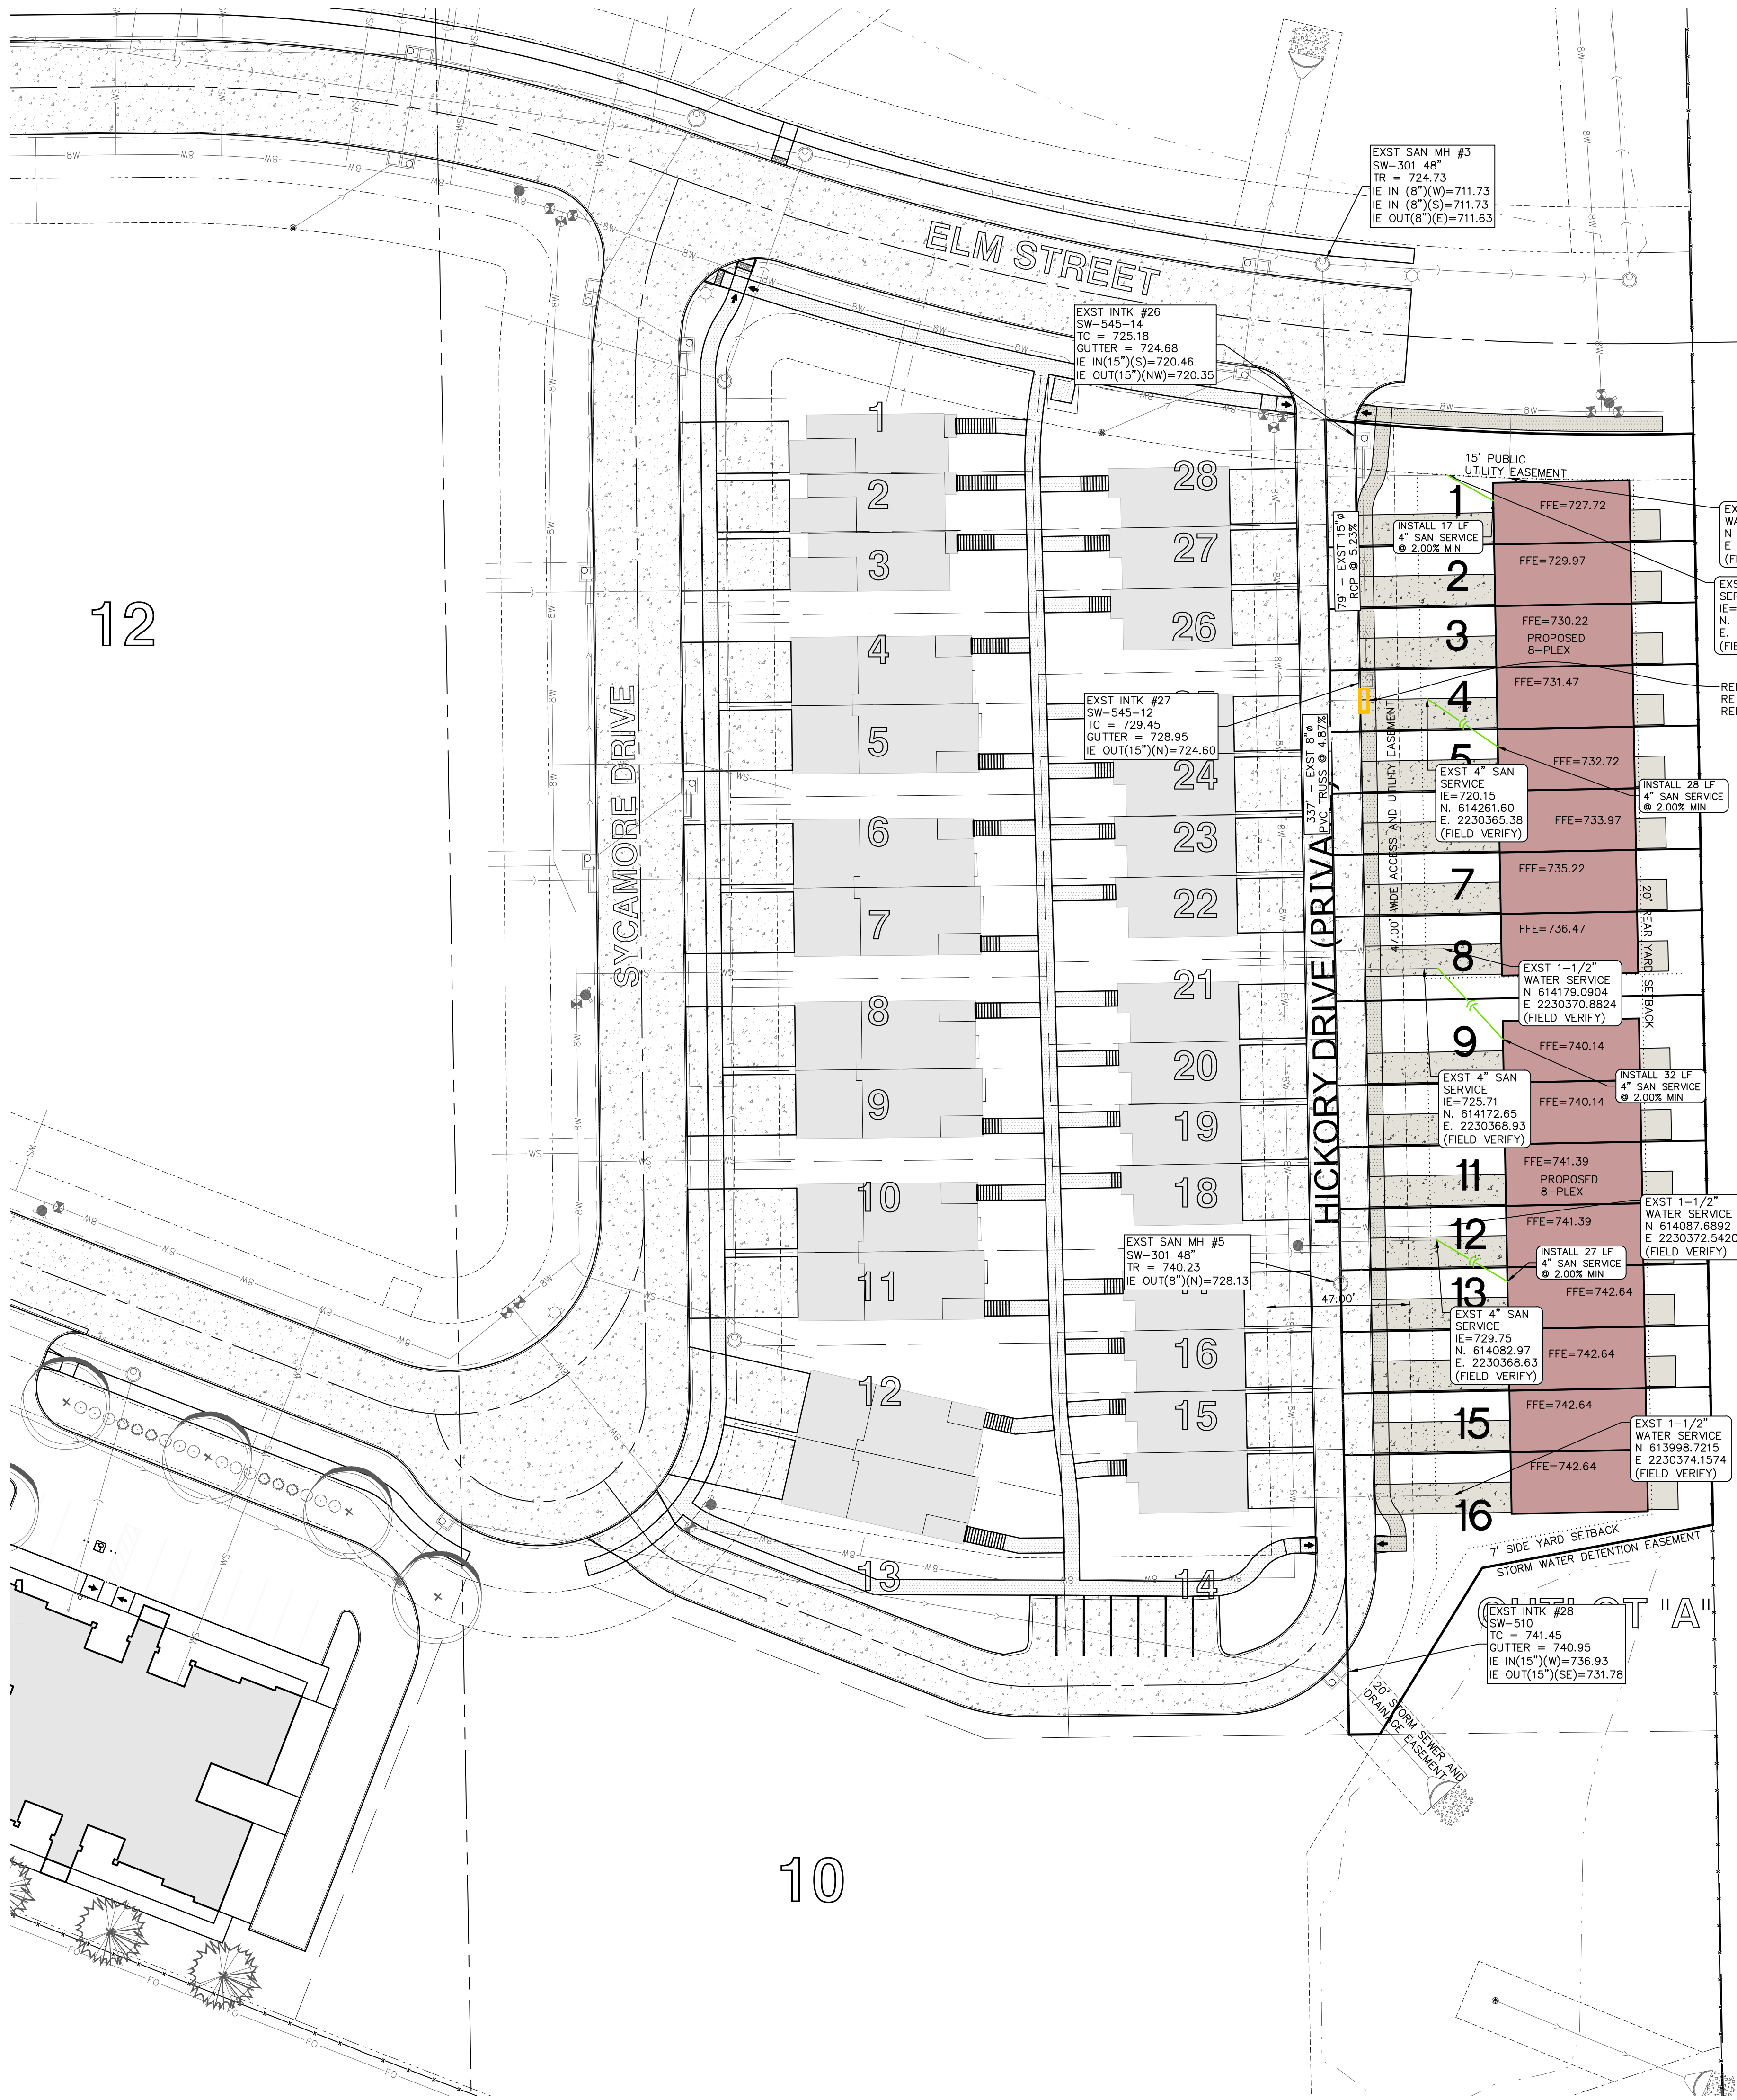 EXST SAN MH #3
SW-301 48"
TR = 724.73
IE IN (8")(W)=711.73
IE IN (8")(S)=711.73
IE OUT(8")(E)=711.63
ELM STREET
EXST INTK #26
SW-545-14
TC = 725.18
GUTTER = 724.68
IE IN(15")(S)=720.46
IE OUT(15")(NW)=720.35
15' PUBLIC
UTILITY EASEMENT
12
SYCAMORE DRIVE
1
2
3
4
5
6
7
8
9
10
11
12
13
14
15
16
18
19
20
21
22
23
24
26
27
28
79' - EXST 15"ø
RCP @ 5.23%
337' - EXST 8"ø
PVC TRUSS @ 4.87%
HICKORY DRIVE (PRIVA
47.00' WIDE ACCESS AND UTILITY EASEMENT
EXST INTK #27
SW-545-12
TC = 729.45
GUTTER = 728.95
IE OUT(15")(N)=724.60
1
INSTALL 17 LF
4" SAN SERVICE
@ 2.00% MIN
FFE=727.72
2
FFE=729.97
3
FFE=730.22
PROPOSED
8-PLEX
4
FFE=731.47
5
FFE=732.72
EXST 4" SAN
SERVICE
IE=720.15
N. 614261.60
E. 2230365.38
(FIELD VERIFY)
INSTALL 28 LF
4" SAN SERVICE
@ 2.00% MIN
FFE=733.97
7
FFE=735.22
20' REAR YARD SETBACK
8
FFE=736.47
EXST 1-1/2"
WATER SERVICE
N 614179.0904
E 2230370.8824
(FIELD VERIFY)
9
FFE=740.14
EXST 4" SAN
SERVICE
IE=725.71
N. 614172.65
E. 2230368.93
(FIELD VERIFY)
INSTALL 32 LF
4" SAN SERVICE
@ 2.00% MIN
FFE=740.14
11
FFE=741.39
PROPOSED
8-PLEX
12
FFE=741.39
EXST 1-1/2"
WATER SERVICE
N 614087.6892
E 2230372.5420
(FIELD VERIFY)
INSTALL 27 LF
4" SAN SERVICE
@ 2.00% MIN
EXST SAN MH #5
SW-301 48"
TR = 740.23
IE OUT(8")(N)=728.13
47.00'
13
FFE=742.64
EXST 4" SAN
SERVICE
IE=729.75
N. 614082.97
E. 2230368.63
(FIELD VERIFY)
FFE=742.64
15
FFE=742.64
EXST 1-1/2"
WATER SERVICE
N 613998.7215
E 2230374.1574
(FIELD VERIFY)
FFE=742.64
16
7' SIDE YARD SETBACK
STORM WATER DETENTION EASEMENT
"A"
EXST INTK #28
SW-510
TC = 741.45
GUTTER = 740.95
IE IN(15")(W)=736.93
IE OUT(15")(SE)=731.78
20' STORM SEWER AND
DRAINAGE EASEMENT
10